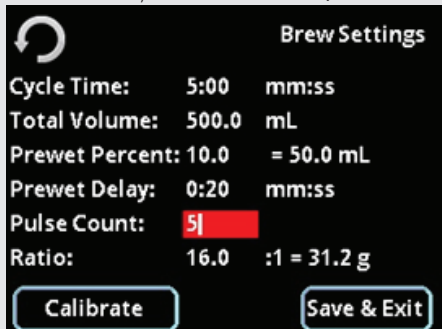 Brew Settings
Cycle Time: 5:00 mm:ss
Total Volume: 500.0 mL
Prewet Percent: 10.0 = 50.0 mL
Prewet Delay: 0:20 mm:ss
Pulse Count: 5
Ratio: 16.0 :1 = 31.2 g
Calibrate Save & Exit